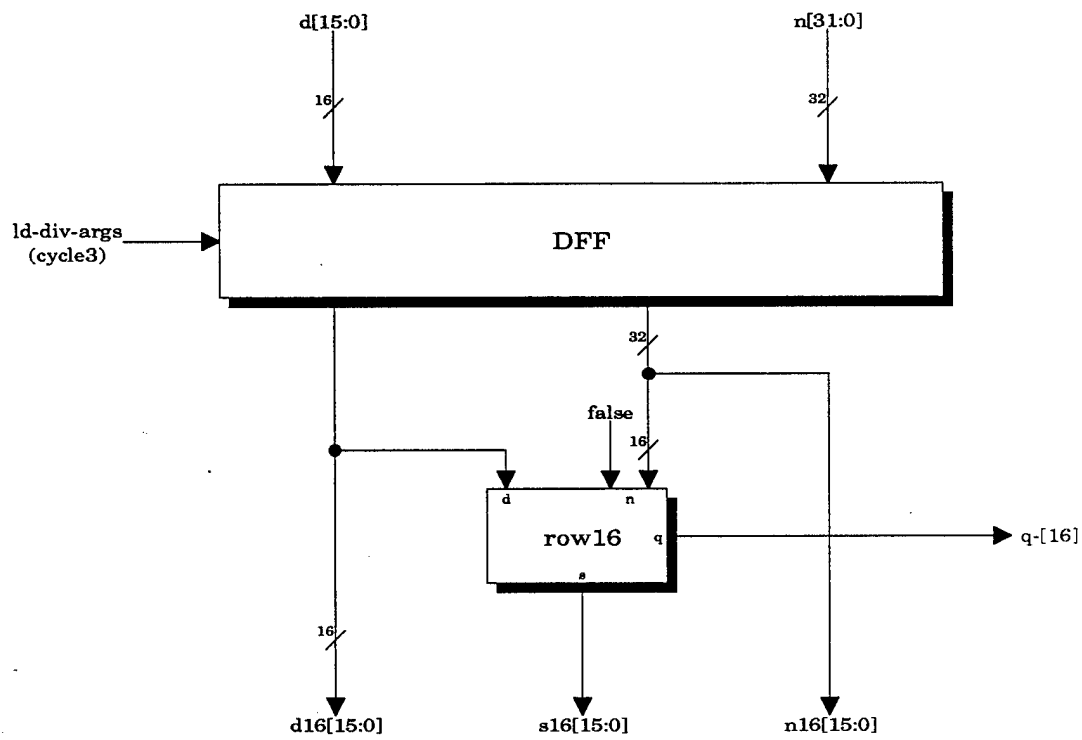 d[15:0]
n[31:0]
16
32
ld-div-args
(cycle3)
DFF
32
false
16
d
n
row16
q
s
q-[16]
16
d16[15:0]
s16[15:0]
n16[15:0]